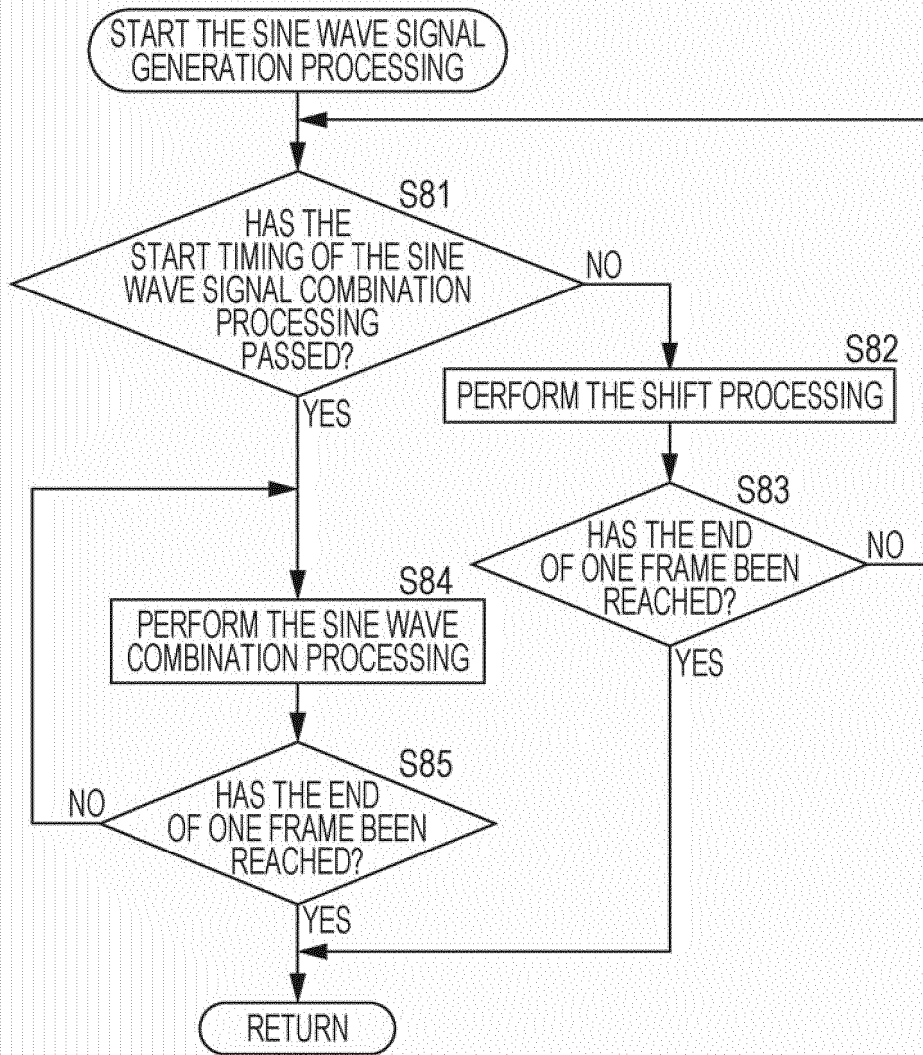 START THE SINE WAVE SIGNAL
GENERATION PROCESSING
S81
HAS THE
START TIMING OF THE SINE
WAVE SIGNAL COMBINATION
PROCESSING
PASSED?
NO
YES
S82
PERFORM THE SHIFT PROCESSING
S83
HAS THE END
OF ONE FRAME BEEN
REACHED?
NO
YES
S84
PERFORM THE SINE WAVE
COMBINATION PROCESSING
S85
HAS THE END
OF ONE FRAME BEEN
REACHED?
NO
YES
RETURN